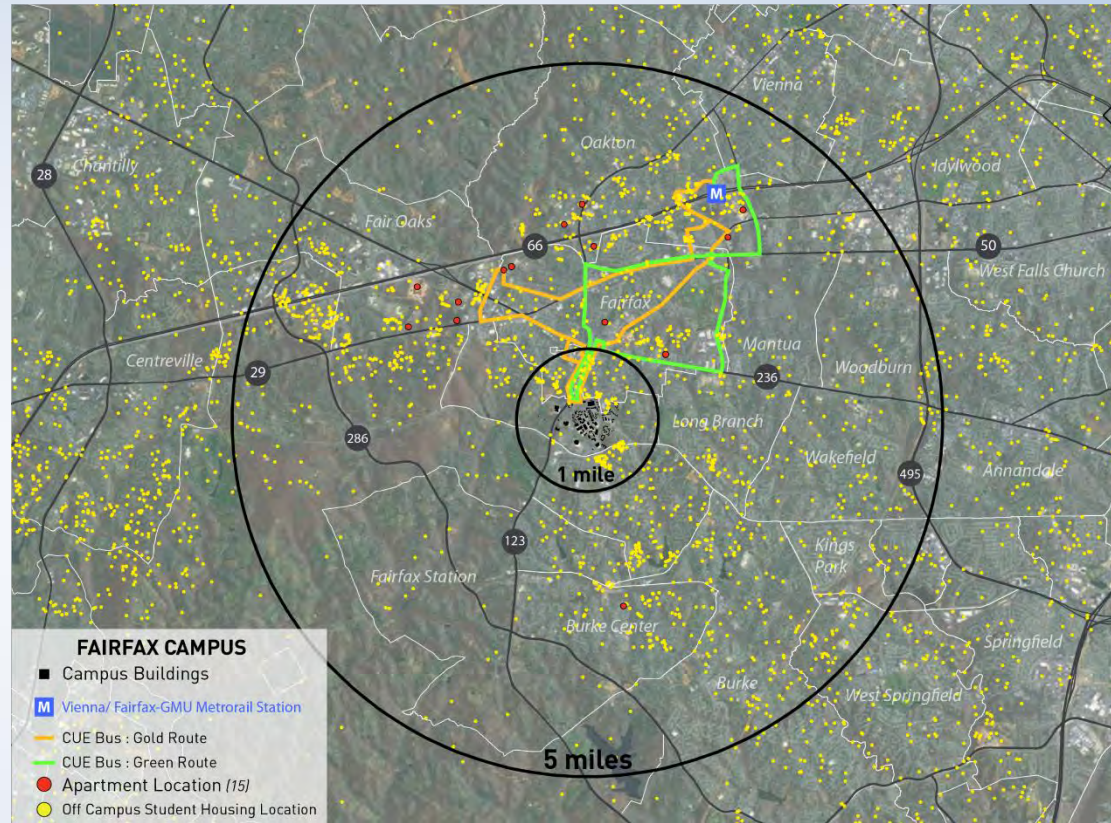 Vienna
Oakton
Idylwood
Chantilly
28
M
Fair Oaks
66
50
West Falls Church
Fairfax
Centreville
29
Mantua
236
Woodburn
Long Branch
286
1 mile
Wakefield
495
Annandale
123
Kings
Park
Fairfax Station
Burke Center
Springfield
Burke
West Springfield
5 miles
FAIRFAX CAMPUS
Campus Buildings
M Vienna/ Fairfax-GMU Metrorail Station
CUE Bus : Gold Route
CUE Bus : Green Route
Apartment Location (15)
Off Campus Student Housing Location